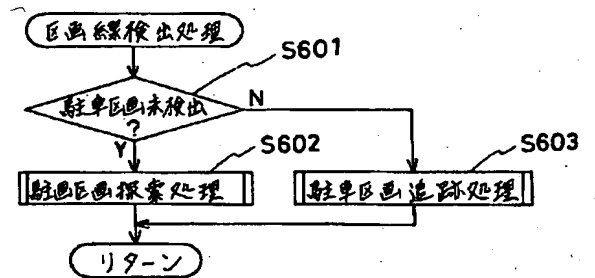 区画線検出処理
S601
駐車区画未検出
?
N
Y
S602
S603
駐画区画探索処理
駐車区画追跡処理
リターン